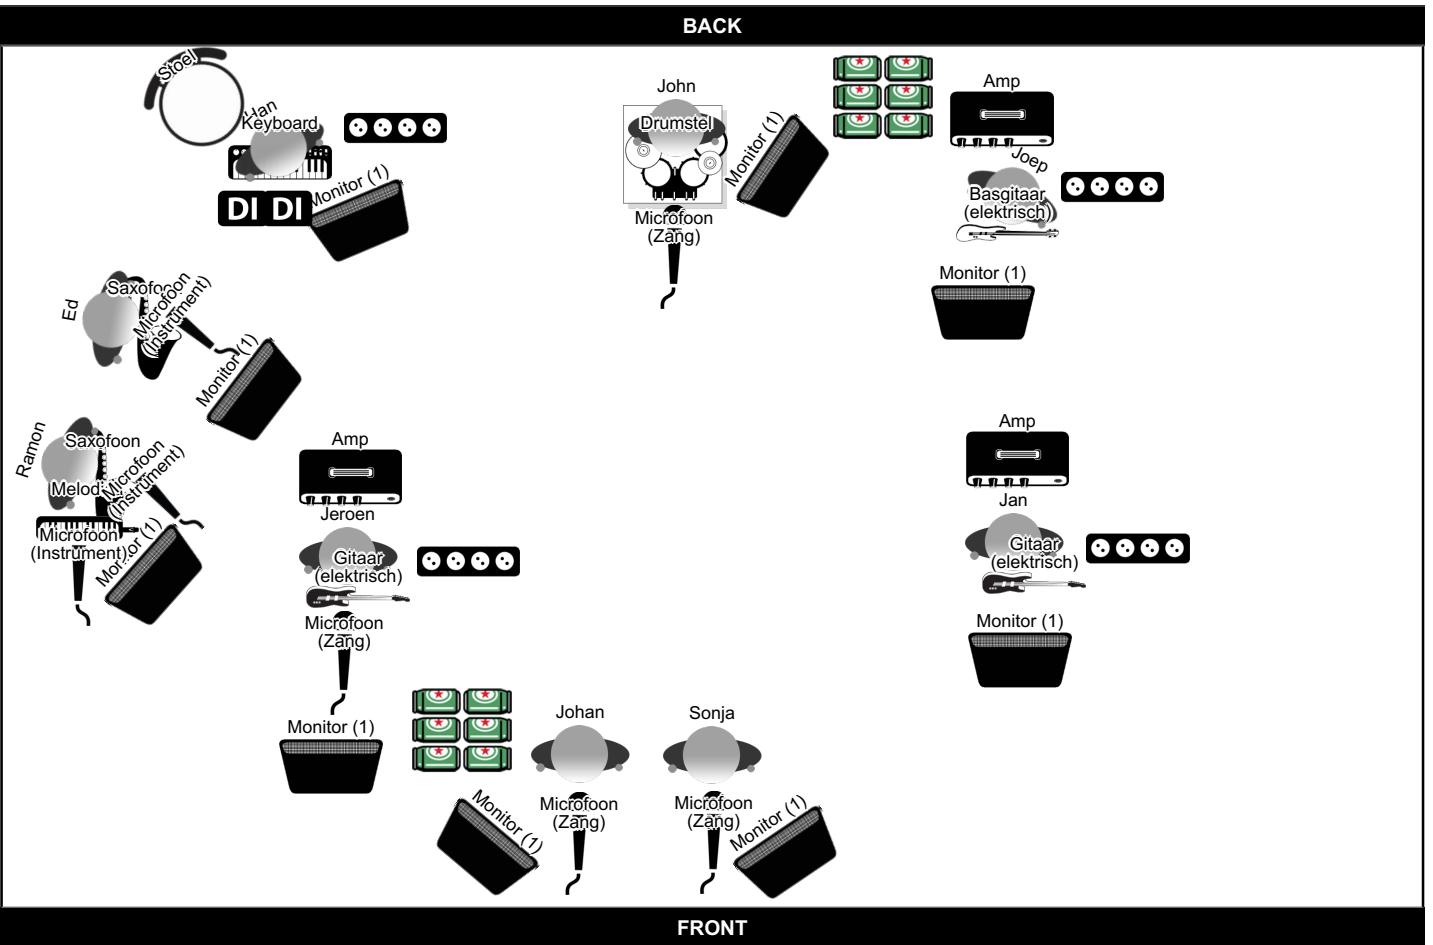 BACK
Stoel
Han
Keyboard
DI DI
Monitor (1)
John
Drumstel
Monitor (1)
Microfoon
(Zang)
Amp
Joep
Basgitaar
(elektrisch)
Monitor (1)
Ed
Saxofoon
Microfoon
(Instrument)
Monitor (1)
Ramon
Saxofoon
Microfoon
(Instrument)
Microfoon
(Instrument)
Monitor (1)
Amp
Jeroen
Gitaar
(elektrisch)
Microfoon
(Zang)
Monitor (1)
Amp
Jan
Gitaar
(elektrisch)
Monitor (1)
Johan
Microfoon
(Zang)
Monitor (1)
Sonja
Microfoon
(Zang)
Monitor (1)
FRONT